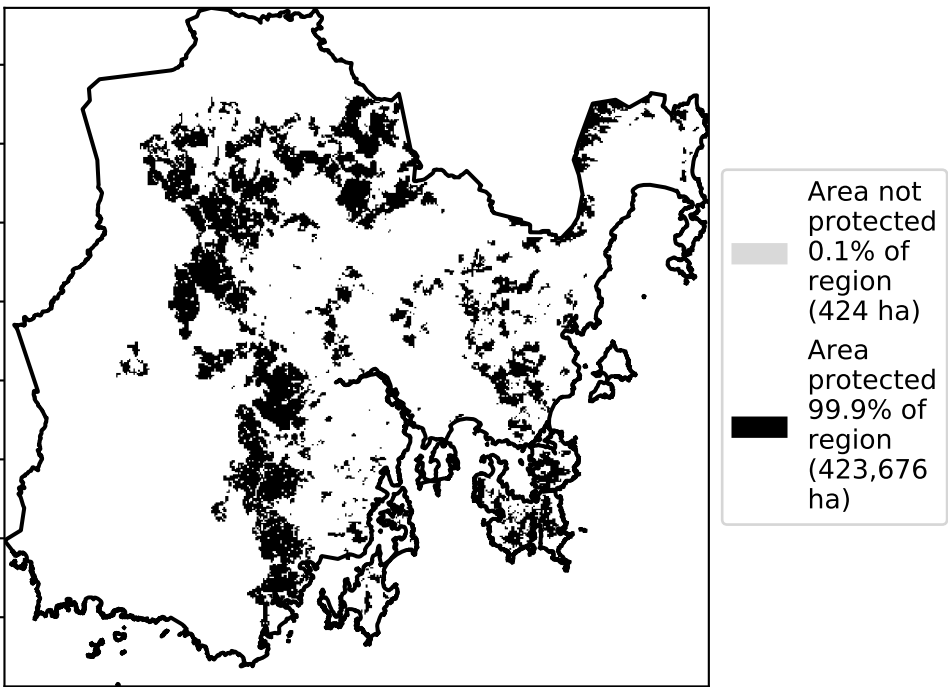 Area not
protected
0.1% of
region
(424 ha)
Area
protected
99.9% of
region
(423,676
ha)